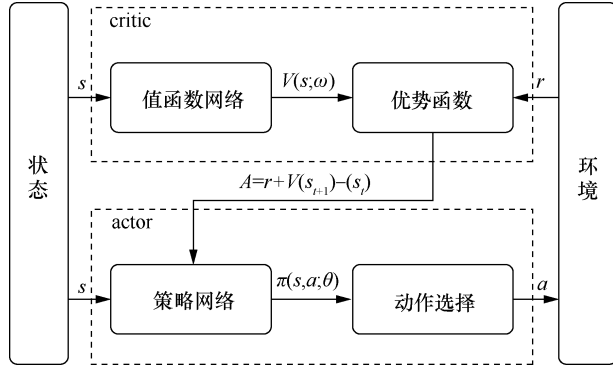 critic
s
值函数网络
V(s;ω)
优势函数
r
状态
环境
A=r+V(s_{t+1})–(s_t)
actor
s
策略网络
π(s,a;θ)
动作选择
a